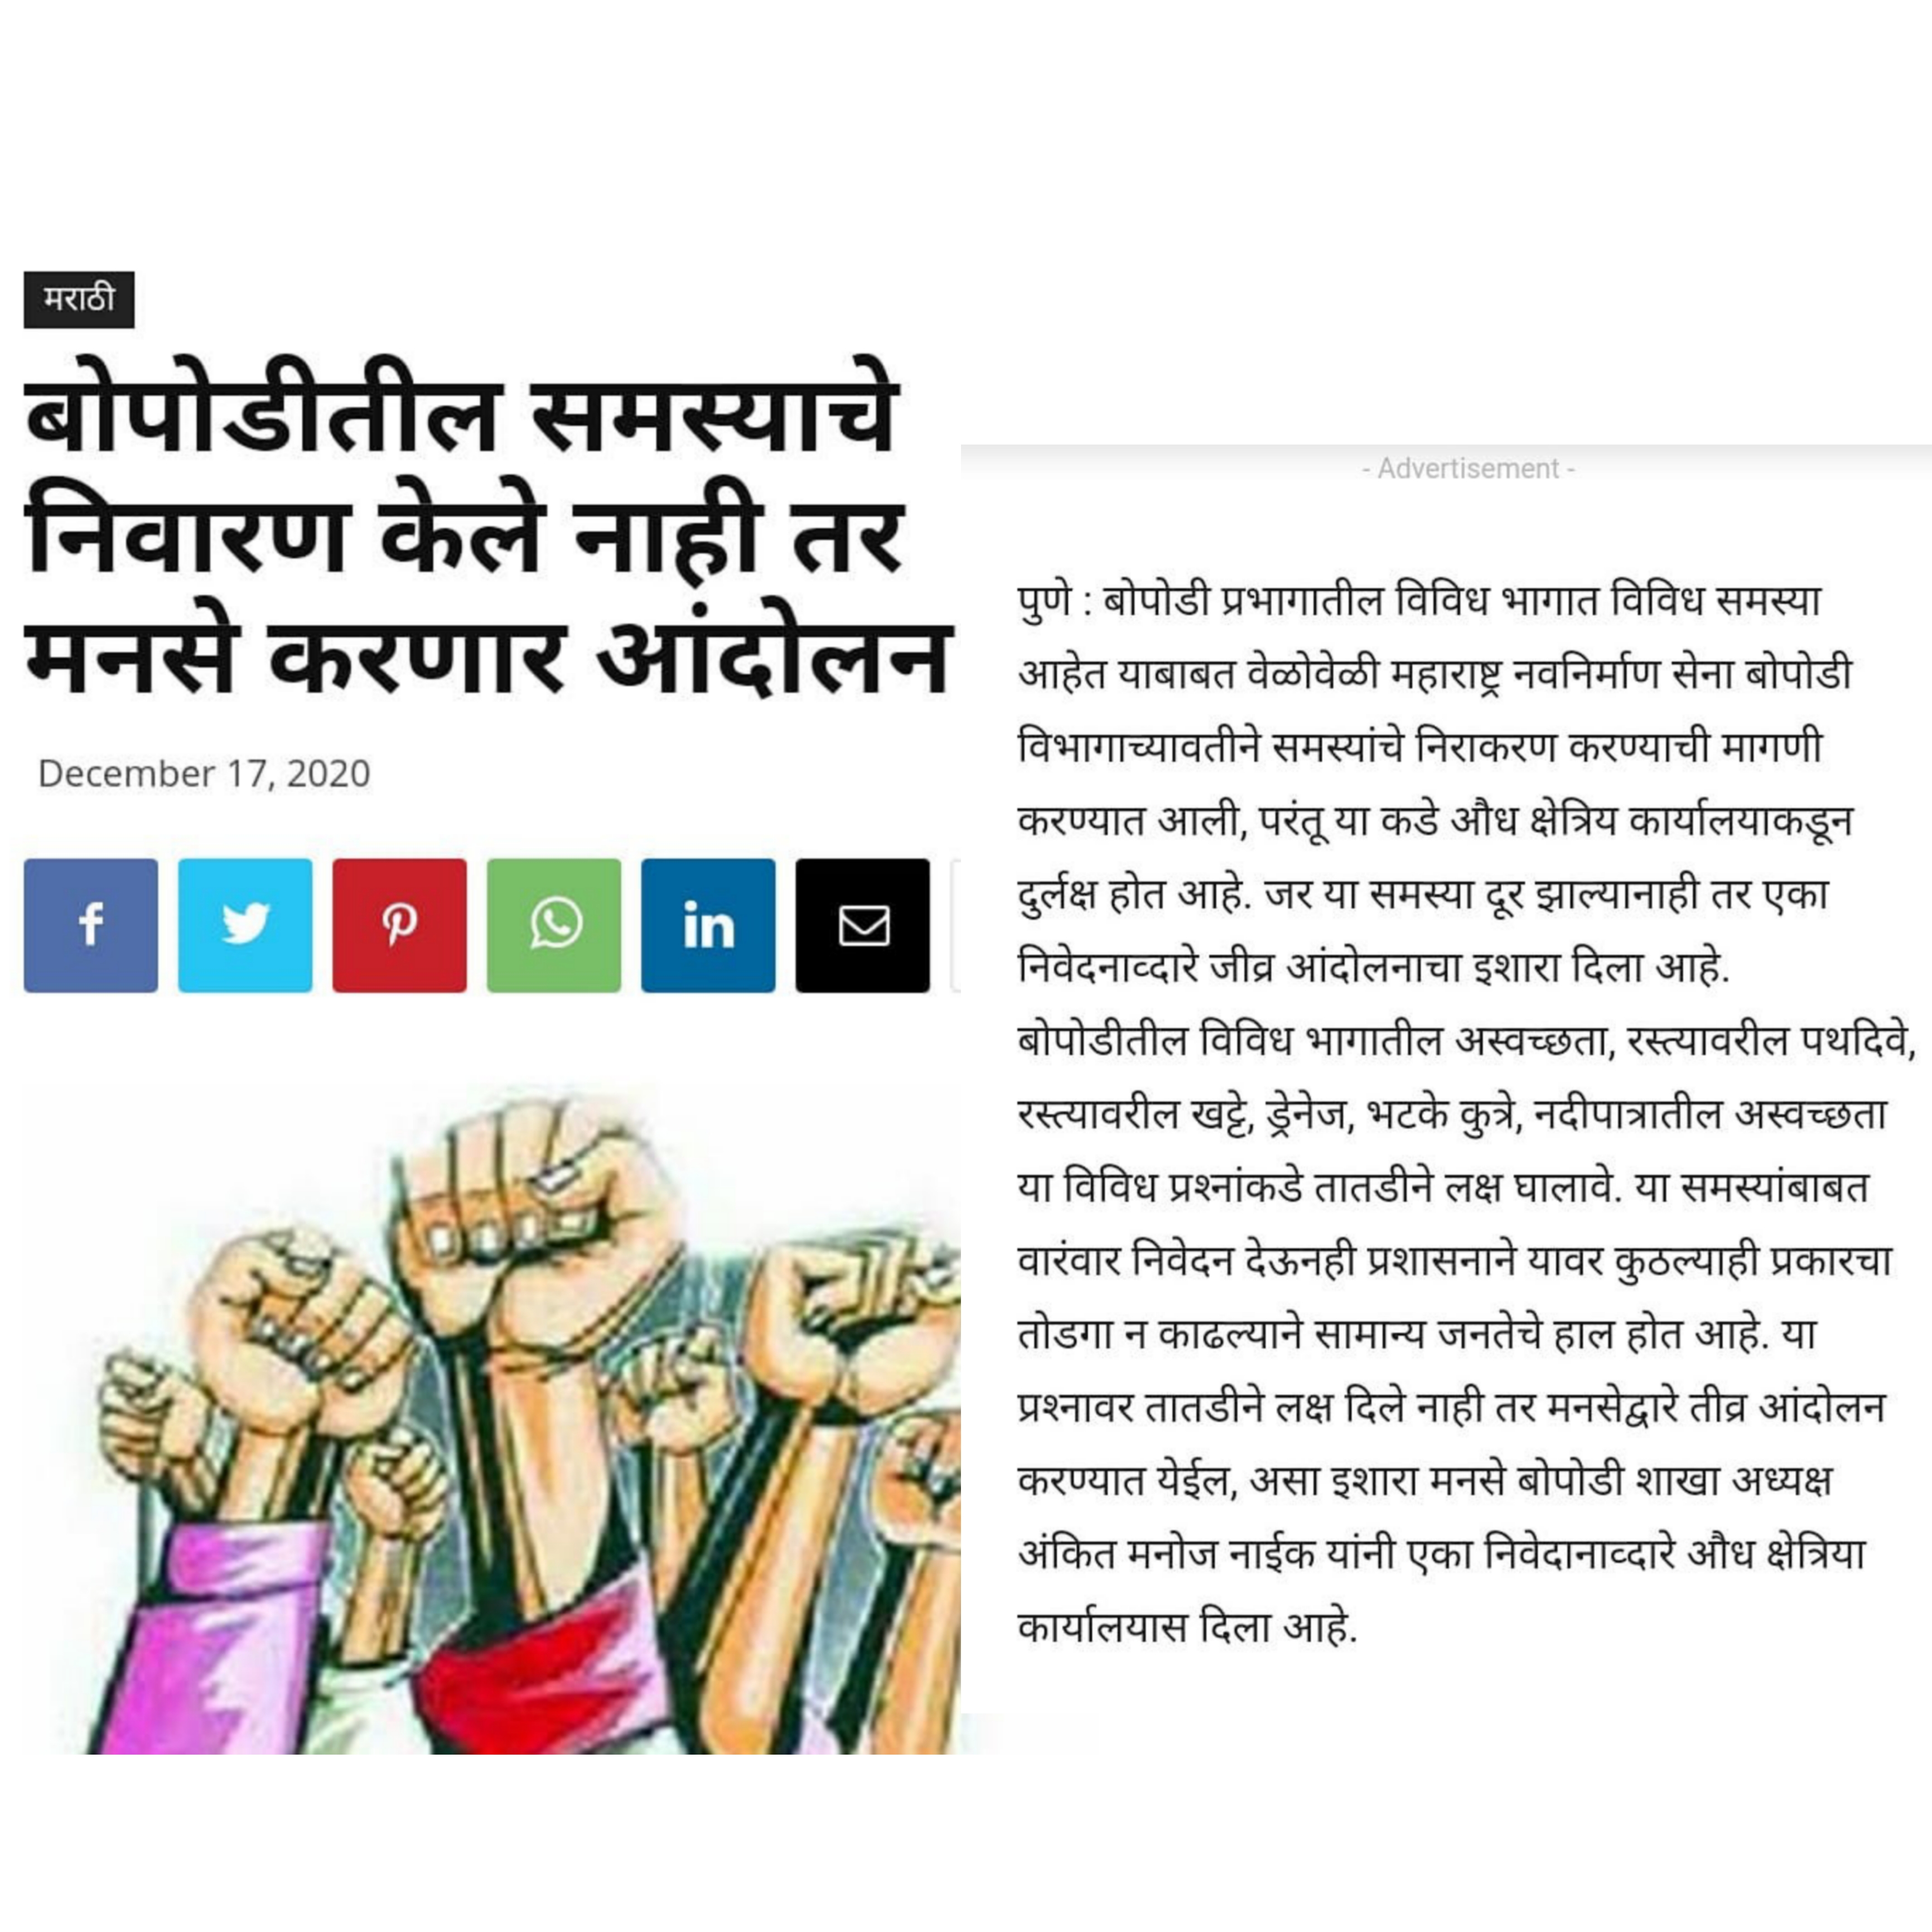 मराठी
बोपोडीतील समस्याचे
निवारण केले नाही तर
मनसे करणार आंदोलन
December 17, 2020
- Advertisement -
पुणे : बोपोडी प्रभागातील विविध भागात विविध समस्या
आहेत याबाबत वेळोवेळी महाराष्ट्र नवनिर्माण सेना बोपोडी
विभागाच्यावतीने समस्यांचे निराकरण करण्याची मागणी
करण्यात आली, परंतू या कडे औध क्षेत्रिय कार्यालयाकडून
दुर्लक्ष होत आहे. जर या समस्या दूर झाल्यानाही तर एका
निवेदनाव्दारे जीव्र आंदोलनाचा इशारा दिला आहे.
बोपोडीतील विविध भागातील अस्वच्छता, रस्त्यावरील पथदिवे,
रस्त्यावरील खट्टे, ड्रेनेज, भटके कुत्रे, नदीपात्रातील अस्वच्छता
या विविध प्रश्नांकडे तातडीने लक्ष घालावे. या समस्यांबाबत
वारंवार निवेदन देऊनही प्रशासनाने यावर कुठल्याही प्रकारचा
तोडगा न काढल्याने सामान्य जनतेचे हाल होत आहे. या
प्रश्नावर तातडीने लक्ष दिले नाही तर मनसेद्वारे तीव्र आंदोलन
करण्यात येईल, असा इशारा मनसे बोपोडी शाखा अध्यक्ष
अंकित मनोज नाईक यांनी एका निवेदानाव्दारे औध क्षेत्रिया
कार्यालयास दिला आहे.